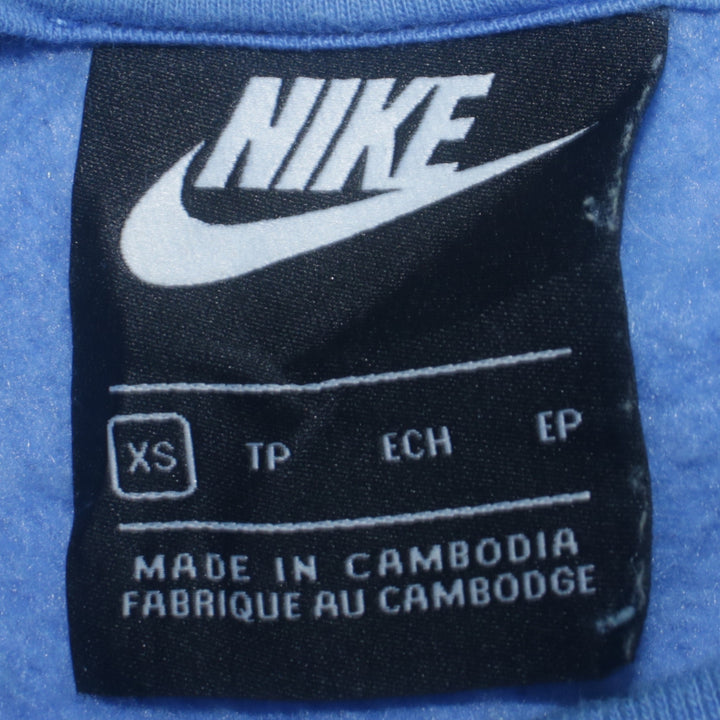 NIKE
XS TP ECH EP
MADE IN CAMBODIA
FABRIQUE AU CAMBODGE